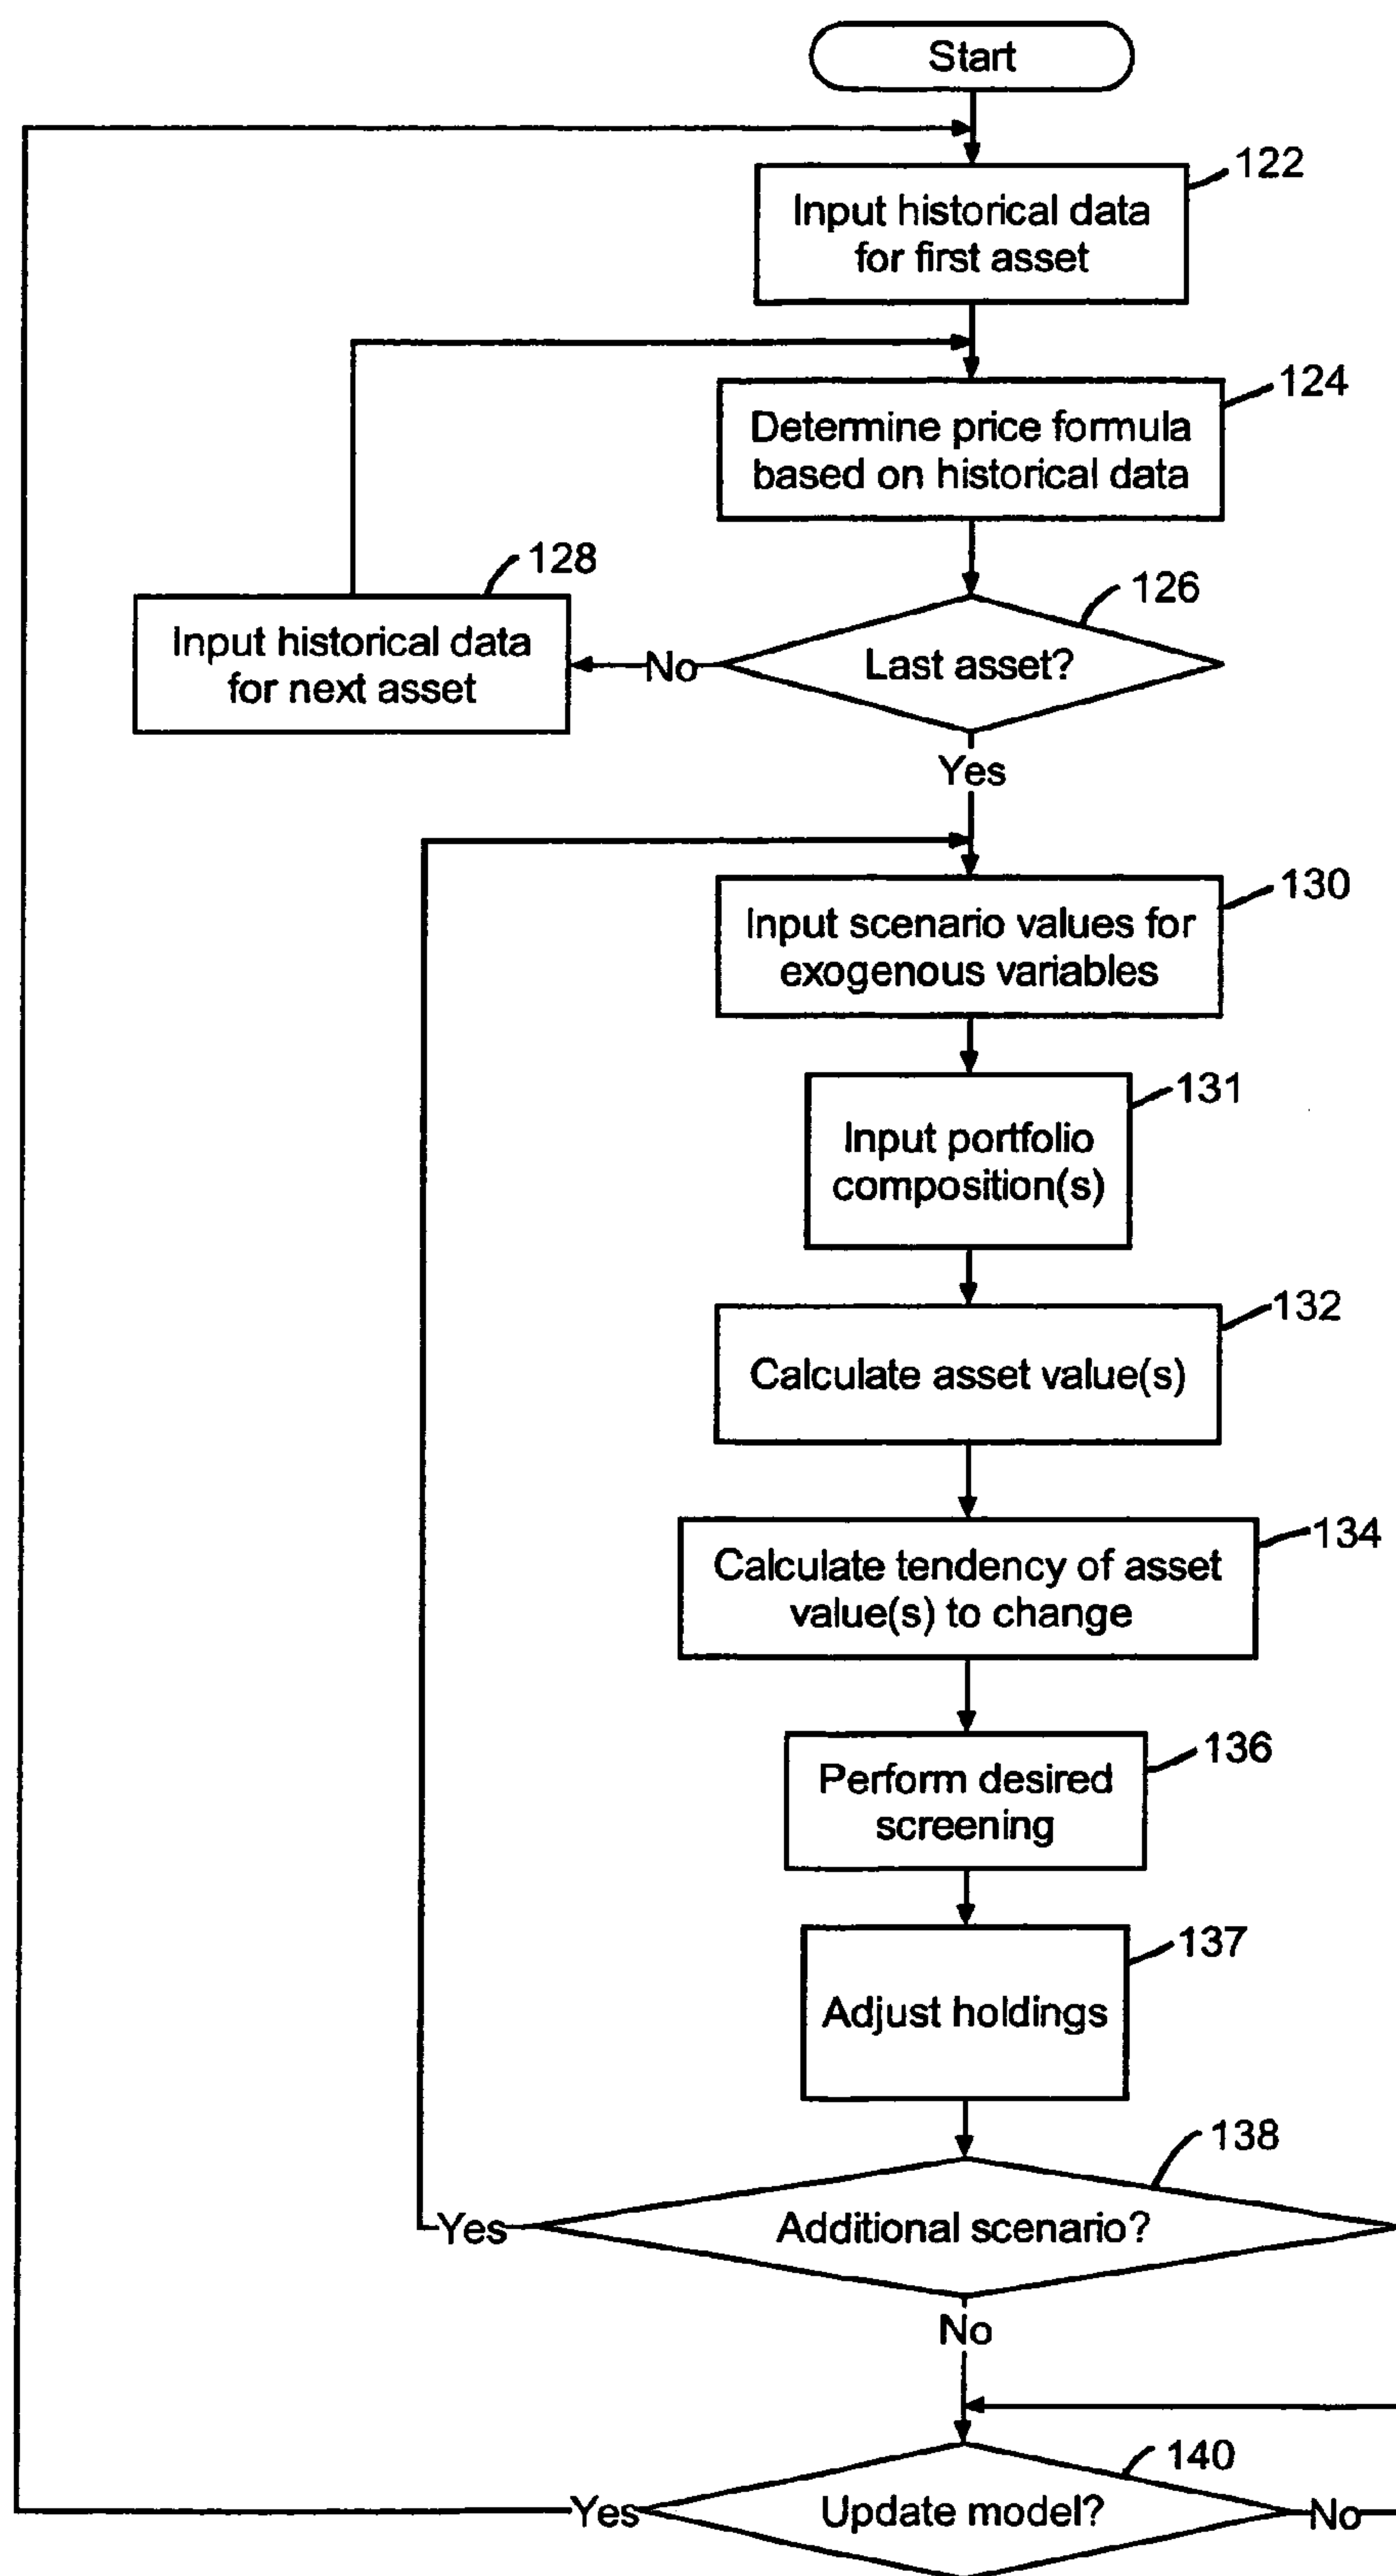 Start
122
Input historical data
for first asset
124
Determine price formula
based on historical data
128
Input historical data
for next asset
126
Last asset?
No
Yes
130
Input scenario values for
exogenous variables
131
Input portfolio
composition(s)
132
Calculate asset value(s)
134
Calculate tendency of asset
value(s) to change
136
Perform desired
screening
137
Adjust holdings
138
Additional scenario?
Yes
No
140
Update model?
Yes
No